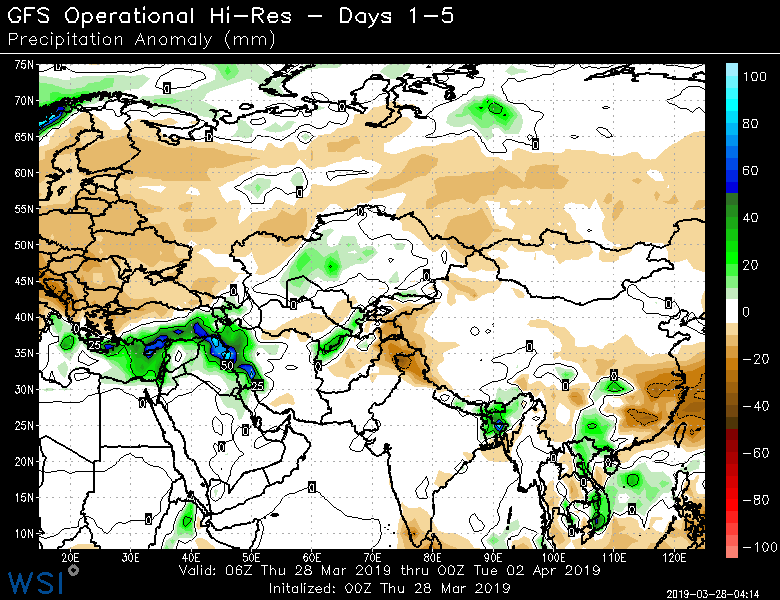 GFS Operational Hi-Res - Days 1-5
Precipitation Anomaly (mm)
75N
70N
65N
60N
55N
50N
45N
40N
35N
30N
25N
20N
15N
10N
20E 30E 40E 50E 60E 70E 80E 90E 100E 110E 120E
100
80
60
40
20
0
-20
-40
-60
-80
-100
0
0
0
0
0
0
0
0
0
0
0
25
50
25
0
0
0
0
0
0
0
0
0
0
0
0
0
0
Valid: 06Z Thu 28 Mar 2019 thru 00Z Tue 02 Apr 2019
Initalized: 00Z Thu 28 Mar 2019
WSI
2019-03-28-04:14